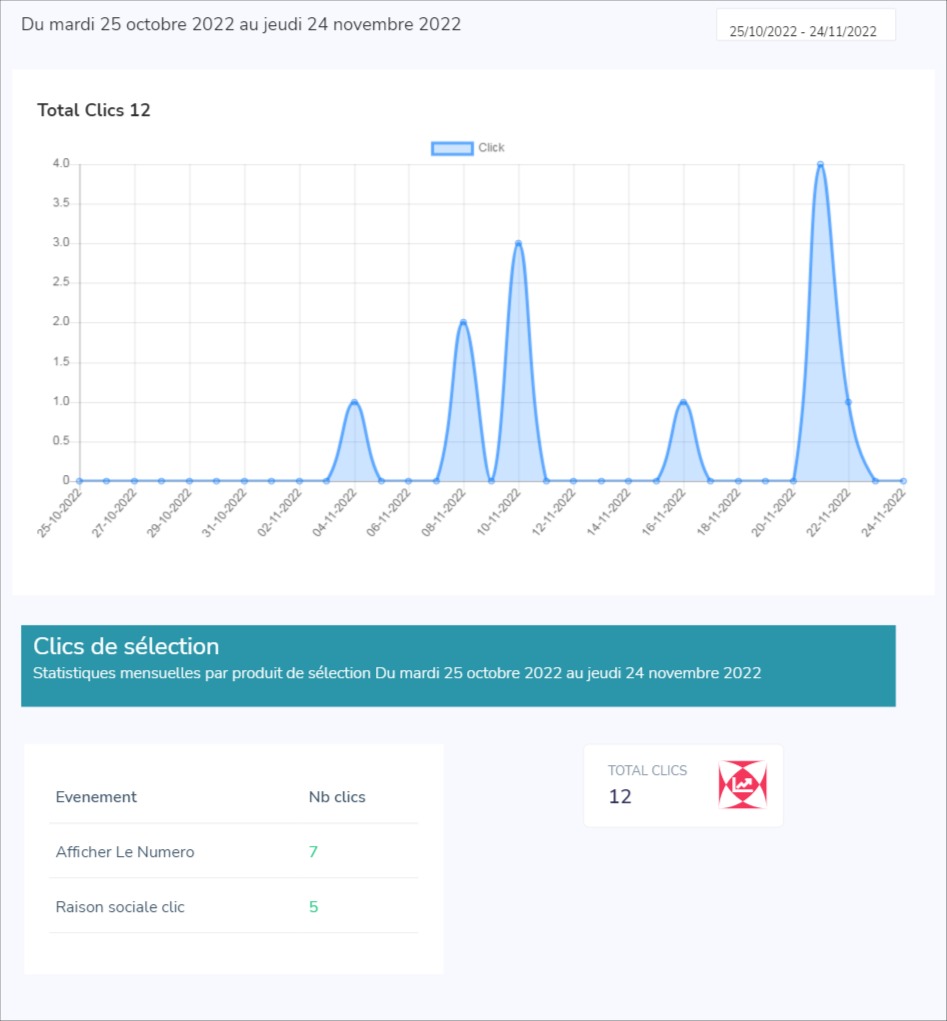 Du mardi 25 octobre 2022 au jeudi 24 novembre 2022
25/10/2022 - 24/11/2022
Total Clics 12
Click
4.0
3.5
3.0
2.5
2.0
1.5
1.0
0.5
0
25-10-2022
27-10-2022
29-10-2022
31-10-2022
02-11-2022
04-11-2022
06-11-2022
08-11-2022
10-11-2022
12-11-2022
14-11-2022
16-11-2022
18-11-2022
20-11-2022
22-11-2022
24-11-2022
Clics de sélection
Statistiques mensuelles par produit de sélection Du mardi 25 octobre 2022 au jeudi 24 novembre 2022
Evenement Nb clics
Afficher Le Numero 7
Raison sociale clic 5
TOTAL CLICS
12